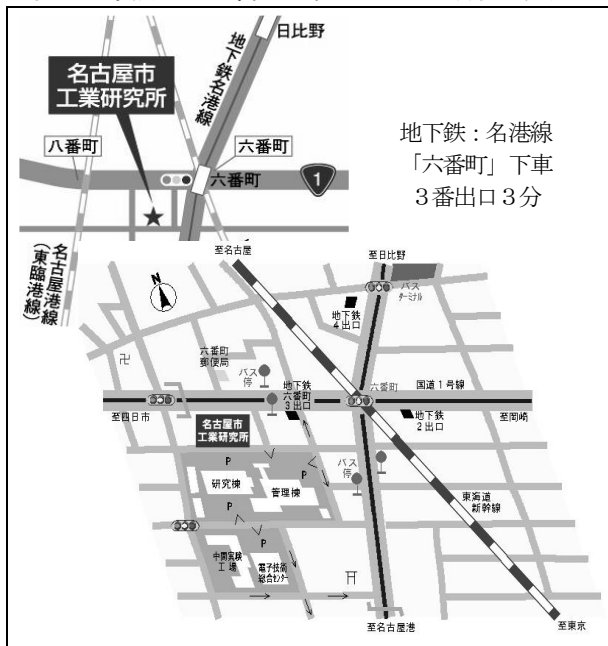 日比野
地下鉄名港線
名古屋市
工業研究所
八番町
六番町
六番町
1
地下鉄:名港線
「六番町」下車
3番出口3分
名古屋港線
(東臨港線)
至名古屋
至日比野
N
バス
ターミナル
地下鉄
4出口
六番町
郵便局
バス
停
地下鉄
六番町
3出口
六番町
国道1号線
至四日市
地下鉄
2出口
至岡崎
名古屋市
工業研究所
P
研究棟
管理棟
P
バス
停
東海道
新幹線
P
P
中間実験
工場
電子技術
総合センター
至名古屋港
至東京